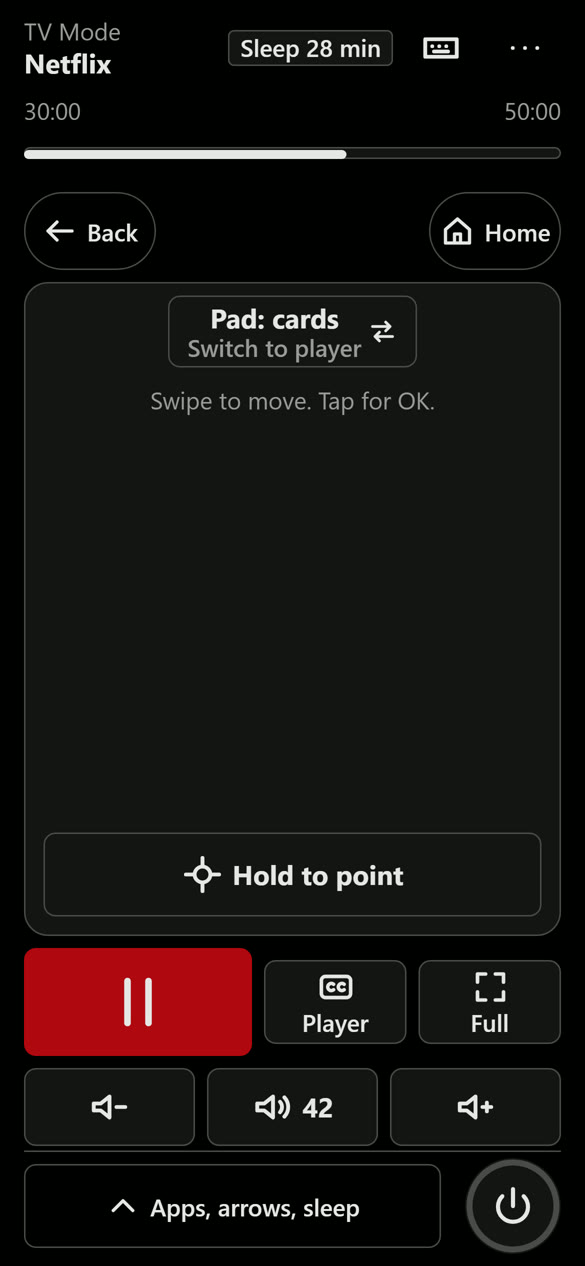 TV Mode
Netflix
Sleep 28 min
30:00
50:00
Back
Home
Pad: cards
Switch to player
Swipe to move. Tap for OK.
Hold to point
CC
Player
Full
42
Apps, arrows, sleep